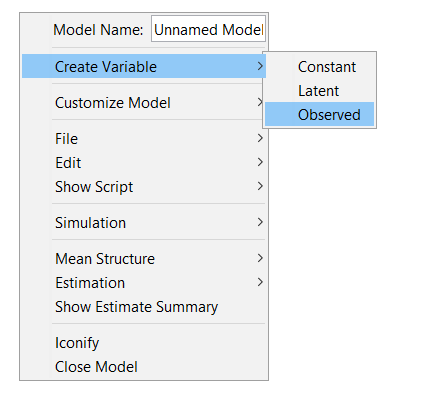 Model Name: Unnamed Model
Create Variable
Constant
Latent
Observed
Customize Model
File
Edit
Show Script
Simulation
Mean Structure
Estimation
Show Estimate Summary
Iconify
Close Model